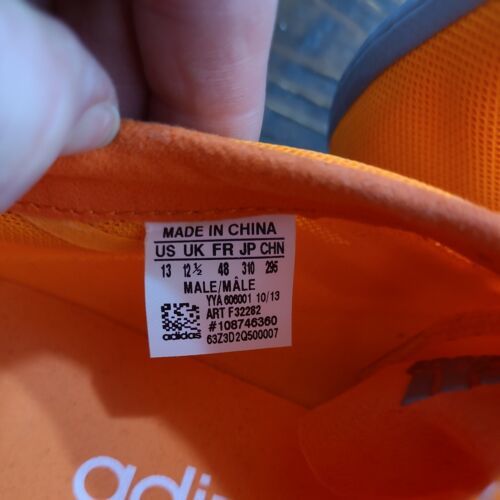 MADE IN CHINA
US UK FR JP CHN
13 12½ 48 310 295
MALE/MÂLE
YYA 606001 10/13
ART F32282
#108746360
adidas 63Z3D2Q500007